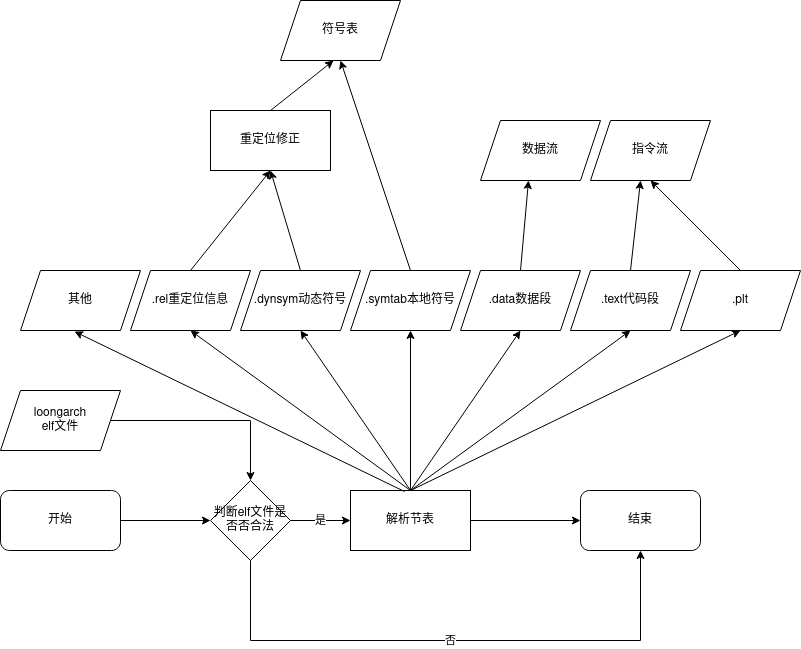 符号表
重定位修正
数据流
指令流
其他
.rel重定位信息
.dynsym动态符号
.symtab本地符号
.data数据段
.text代码段
.plt
loongarch
elf文件
开始
判断elf文件是
否否合法
是
解析节表
结束
否